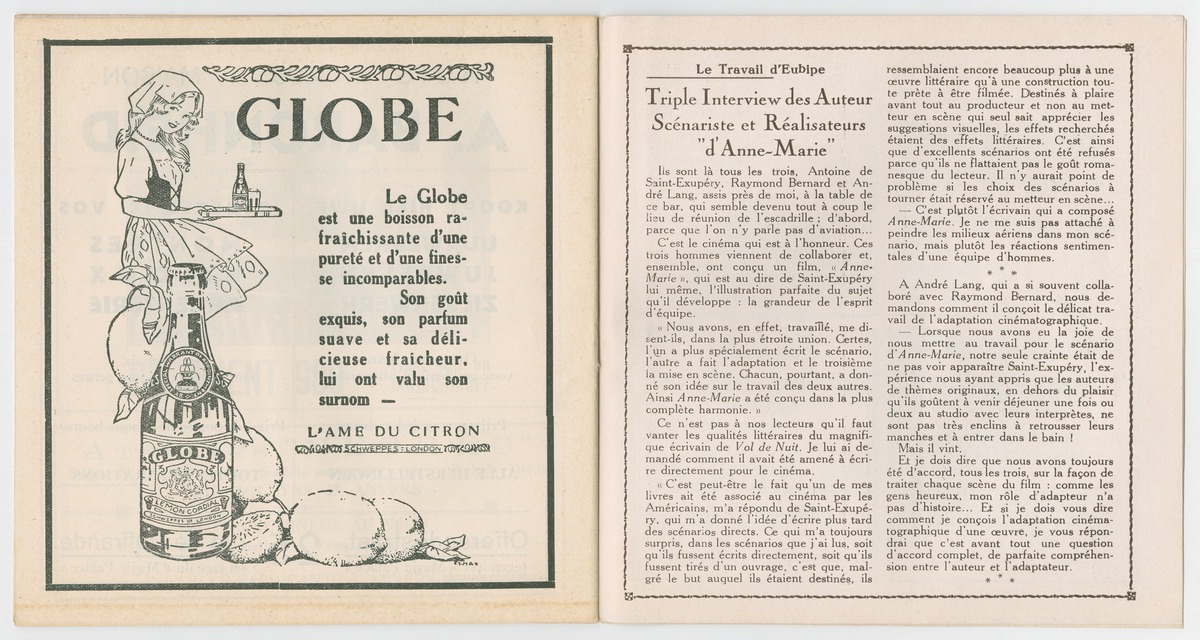 GLOBE
Le Globe
est une boisson ra-
fraîchissante d'une
pureté et d'une fines-
se incomparables.
Son goût
exquis, son parfum
suave et sa déli-
cieuse fraîcheur,
lui ont valu son
surnom —
L'AME DU CITRON
SCHWEPPES : LONDON
GLOBE
LEMON CORDIAL
SCHWEPPES LONDON
Le Travail d'Eubipe
Triple Interview des Auteur
Scénariste et Réalisateurs
"d'Anne-Marie"
Ils sont là tous les trois, Antoine de
Saint-Exupéry, Raymond Bernard et An-
dré Lang, assis près de moi, à la table de
ce bar, qui semble devenu tout à coup le
lieu de réunion de l'escadrille ; d'abord,
parce que l'on n'y parle pas d'aviation...
C'est le cinéma qui est à l'honneur. Ces
trois hommes viennent de collaborer et,
ensemble, ont conçu un film, « Anne-
Marie », qui est au dire de Saint-Exupéry
lui même, l'illustration parfaite du sujet
qu'il développe : la grandeur de l'esprit
d'équipe.
« Nous avons, en effet, travaillé, me di-
sent-ils, dans la plus étroite union. Certes,
l'un a plus spécialement écrit le scénario,
l'autre a fait l'adaptation et le troisième
la mise en scène. Chacun, pourtant, a don-
né son idée sur le travail des deux autres.
Ainsi Anne-Marie a été conçu dans la plus
complète harmonie. »
Ce n'est pas à nos lecteurs qu'il faut
vanter les qualités littéraires du magnifi-
que écrivain de Vol de Nuit. Je lui ai de-
mandé comment il avait été amené à écri-
re directement pour le cinéma.
« C'est peut-être le fait qu'un de mes
livres ait été associé au cinéma par les
Américains, m'a répondu de Saint-Exupé-
ry, qui m'a donné l'idée d'écrire plus tard
des scénarios directs. Ce qui m'a toujours
surpris, dans les scénarios que j'ai lus, soit
qu'ils fussent écrits directement, soit qu'ils
fussent tirés d'un ouvrage, c'est que, mal-
gré le but auquel ils étaient destinés, ils
ressemblaient encore beaucoup plus à une
œuvre littéraire qu'à une construction tou-
te prête à être filmée. Destinés à plaire
avant tout au producteur et non au met-
teur en scène qui seul sait apprécier les
suggestions visuelles, les effets recherchés
étaient des effets littéraires. C'est ainsi
que d'excellents scénarios ont été refusés
parce qu'ils ne flattaient pas le goût roma-
nesque du lecteur. Il n'y aurait point de
problème si les choix des scénarios à
tourner était réservé au metteur en scène...
— C'est plutôt l'écrivain qui a composé
Anne-Marie. Je ne me suis pas attaché à
peindre les milieux aériens dans mon scé-
nario, mais plutôt les réactions sentimen-
tales d'une équipe d'hommes.
* * *
A André Lang, qui a si souvent colla-
boré avec Raymond Bernard, nous de-
mandons comment il conçoit le délicat tra-
vail de l'adaptation cinématographique.
— Lorsque nous avons eu la joie de
nous mettre au travail pour le scénario
d'Anne-Marie, notre seule crainte était de
ne pas voir apparaître Saint-Exupéry, l'ex-
périence nous ayant appris que les auteurs
de thèmes originaux, en dehors du plaisir
qu'ils goûtent à venir déjeuner une fois ou
deux au studio avec leurs interprètes, ne
sont pas très enclins à retrousser leurs
manches et à entrer dans le bain !
Mais il vint.
Et je dois dire que nous avons toujours
été d'accord, tous les trois, sur la façon de
traiter chaque scène du film : comme les
gens heureux, mon rôle d'adapteur n'a
pas d'histoire... Et si je dois vous dire
comment je conçois l'adaptation cinéma-
tographique d'une œuvre, je vous répon-
drai que c'est avant tout une question
d'accord complet, de parfaite compréhen-
sion entre l'auteur et l'adaptateur.
* * *